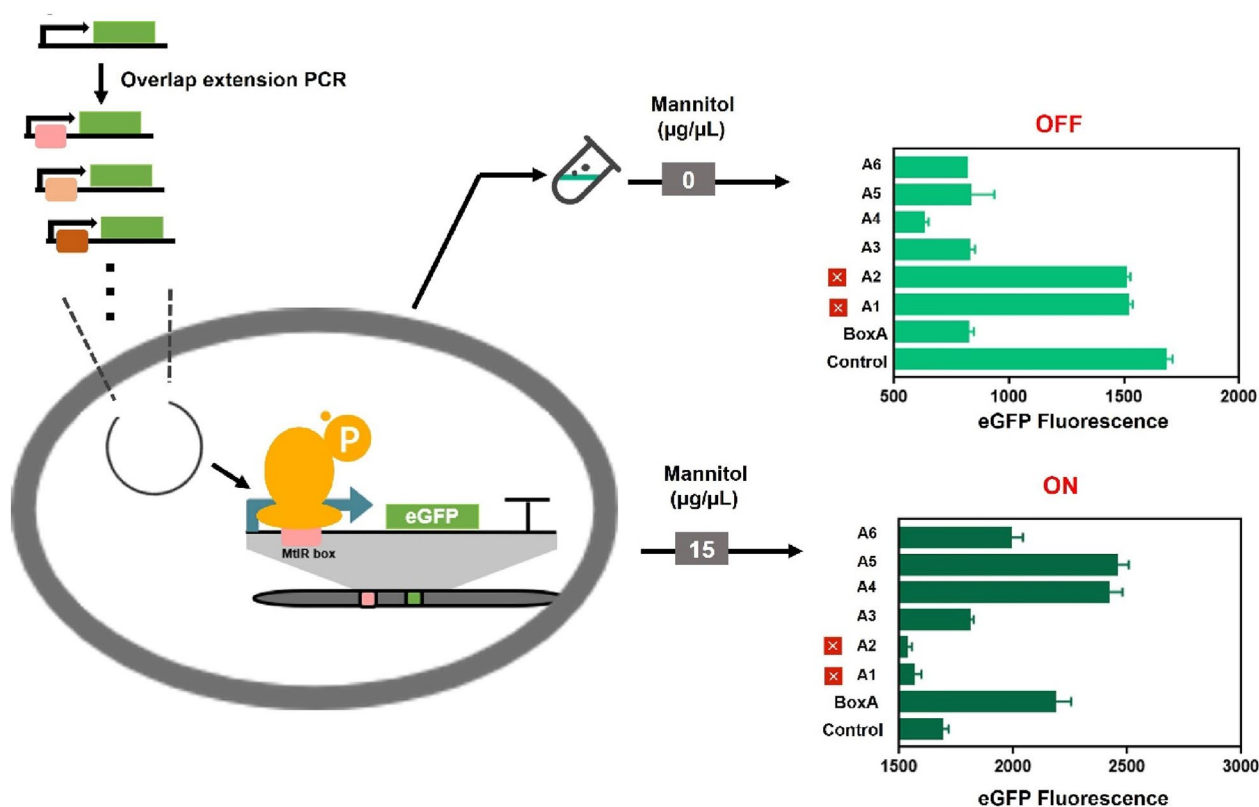 Overlap extension PCR
P
eGFP
MtlR box
Mannitol
(µg/µL)
0
OFF
A6
A5
A4
A3
A2
A1
BoxA
Control
500 1000 1500 2000
eGFP Fluorescence
Mannitol
(µg/µL)
15
ON
A6
A5
A4
A3
A2
A1
BoxA
Control
1500 2000 2500 3000
eGFP Fluorescence